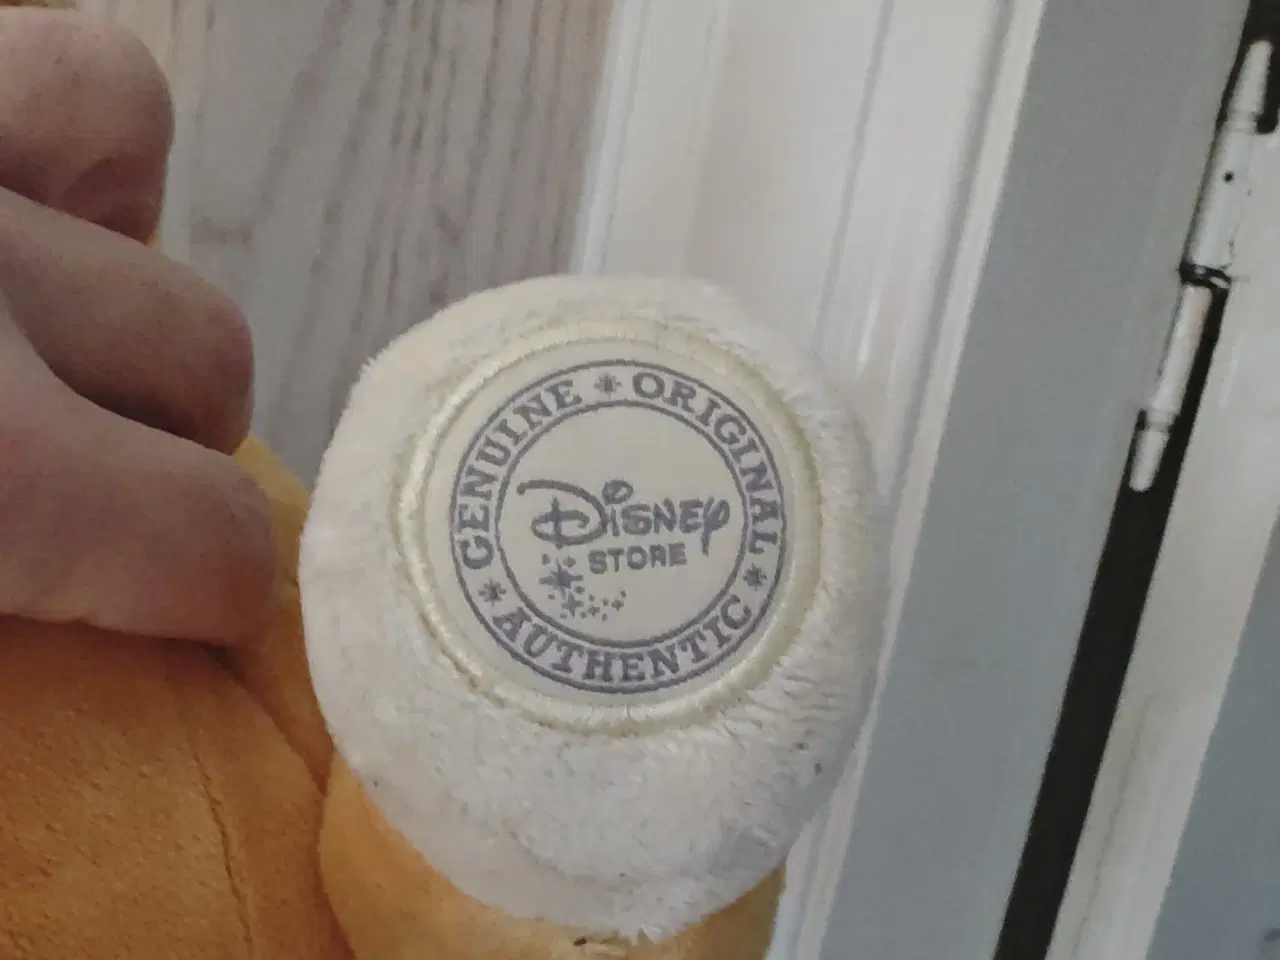 GENUINE * ORIGINAL * AUTHENTIC *
Disney
STORE